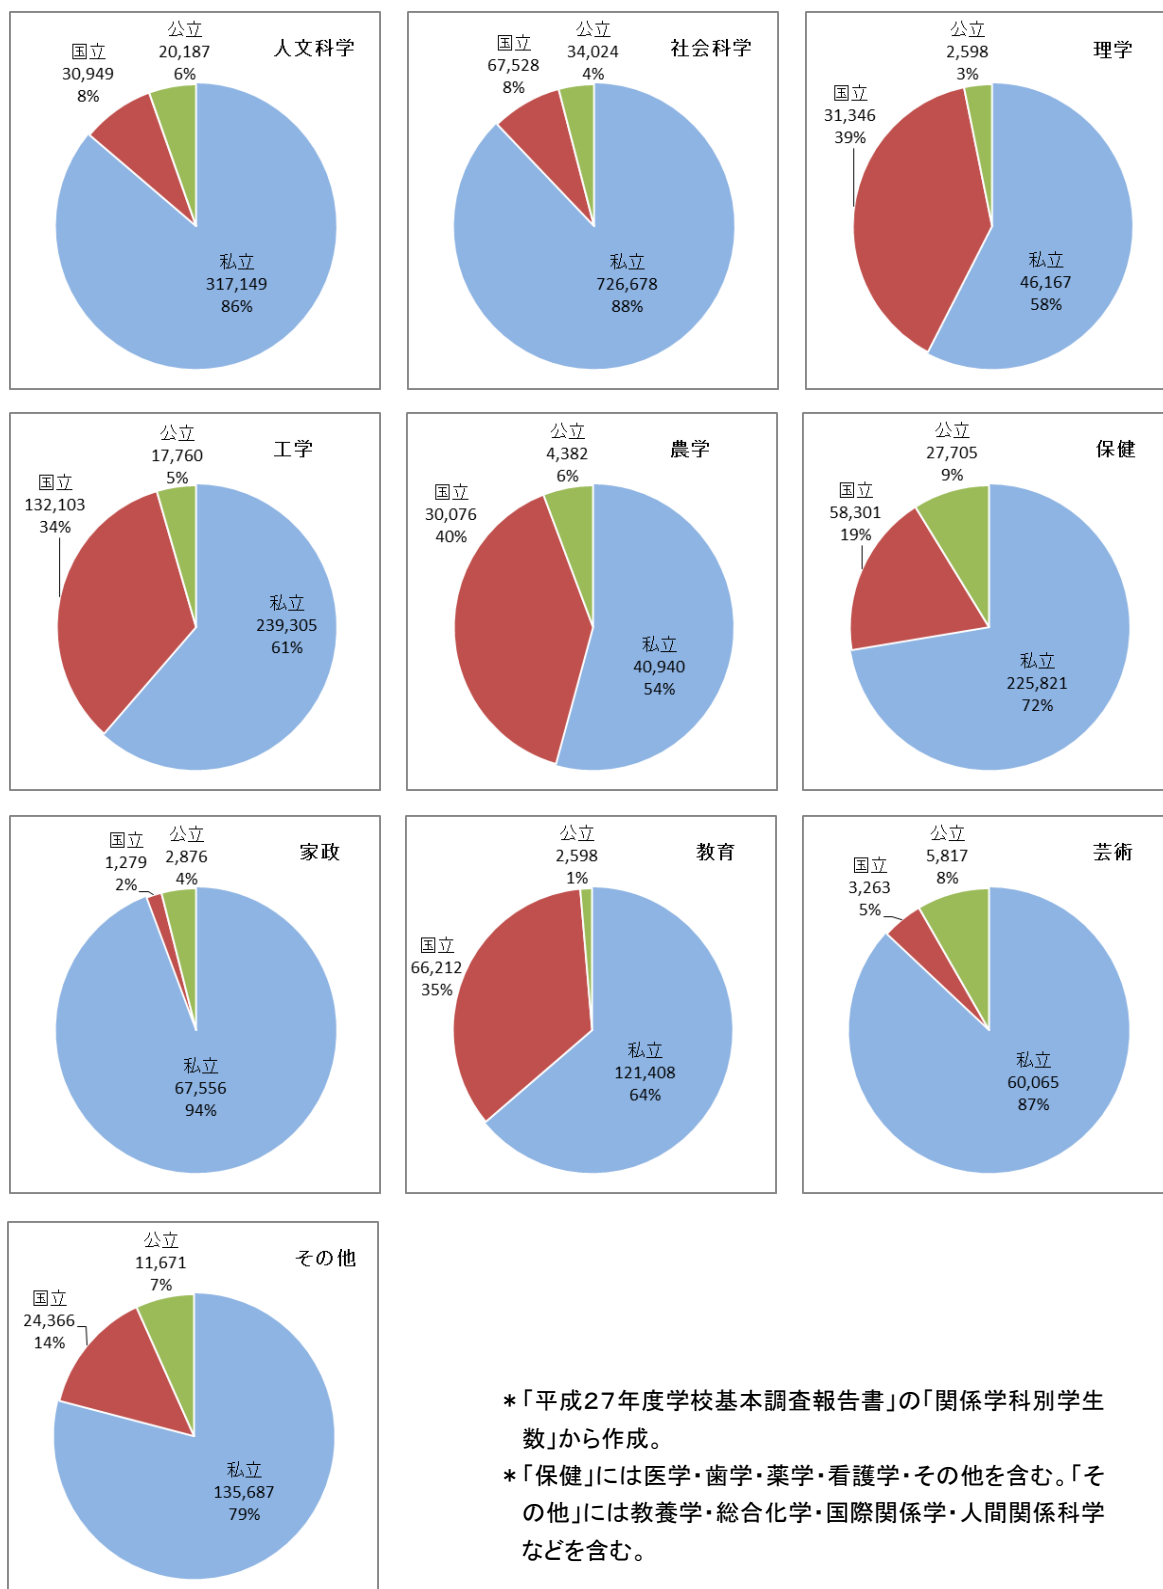 人文科学
公立
20,187
6%
国立
30,949
8%
私立
317,149
86%
社会科学
公立
34,024
4%
国立
67,528
8%
私立
726,678
88%
理学
公立
2,598
3%
国立
31,346
39%
私立
46,167
58%
工学
公立
17,760
5%
国立
132,103
34%
私立
239,305
61%
農学
公立
4,382
6%
国立
30,076
40%
私立
40,940
54%
保健
公立
27,705
9%
国立
58,301
19%
私立
225,821
72%
家政
公立
2,876
4%
国立
1,279
2%
私立
67,556
94%
教育
公立
2,598
1%
国立
66,212
35%
私立
121,408
64%
芸術
公立
5,817
8%
国立
3,263
5%
私立
60,065
87%
その他
公立
11,671
7%
国立
24,366
14%
私立
135,687
79%
*「平成27年度学校基本調査報告書」の「関係学科別学生
数」から作成。
*「保健」には医学・歯学・薬学・看護学・その他を含む。「そ
の他」には教養学・総合化学・国際関係学・人間関係科学
などを含む。